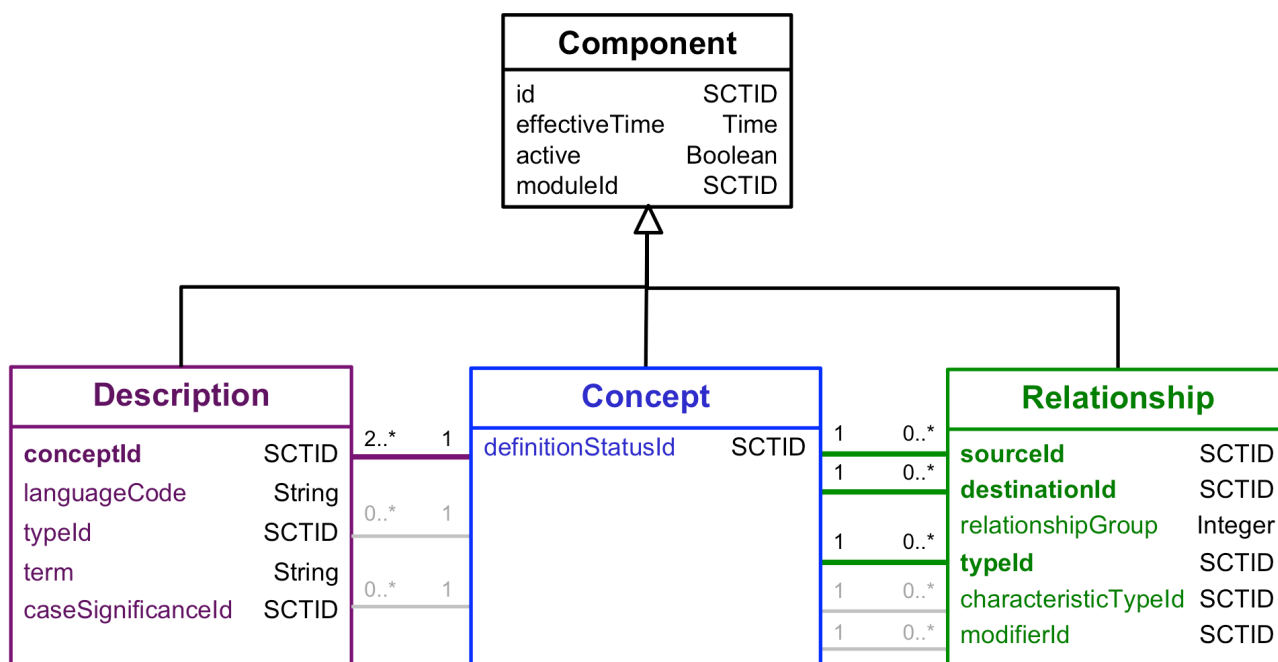 Component
id SCTID
effectiveTime Time
active Boolean
moduleId SCTID
Description
conceptId SCTID
languageCode String
typeId SCTID
term String
caseSignificanceId SCTID
2..* 1
0..* 1
0..* 1
Concept
definitionStatusId SCTID
1 0..*
1 0..*
1 0..*
1 0..*
1 0..*
Relationship
sourceId SCTID
destinationId SCTID
relationshipGroup Integer
typeId SCTID
characteristicTypeId SCTID
modifierId SCTID